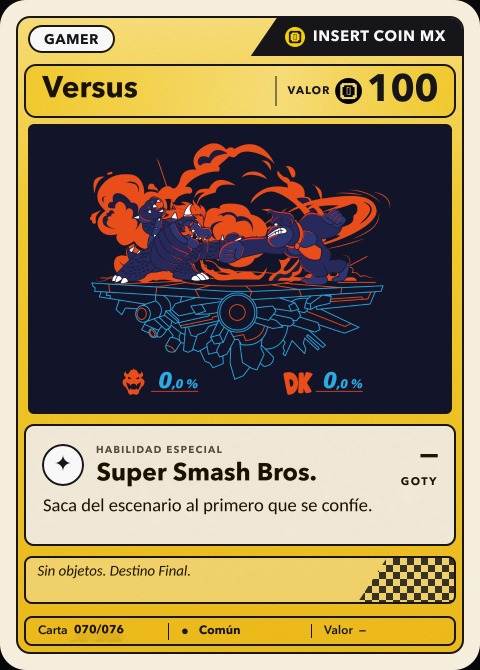 GAMER
INSERT COIN MX
Versus
VALOR 100
0,0 %
DK 0,0 %
HABILIDAD ESPECIAL
Super Smash Bros.
–
GOTY
Saca del escenario al primero que se confíe.
Sin objetos. Destino Final.
Carta 070/076 • Común Valor –